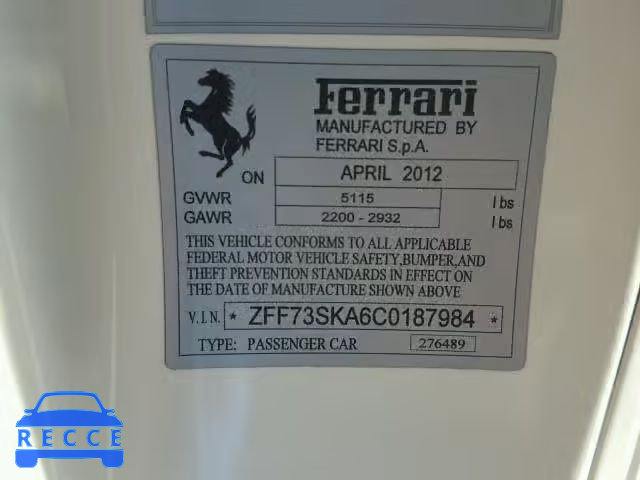 Ferrari
MANUFACTURED BY
FERRARI S.p.A.
ON APRIL 2012
GVWR 5115 lbs
GAWR 2200 - 2932 lbs
THIS VEHICLE CONFORMS TO ALL APPLICABLE
FEDERAL MOTOR VEHICLE SAFETY,BUMPER,AND
THEFT PREVENTION STANDARDS IN EFFECT ON
THE DATE OF MANUFACTURE SHOWN ABOVE
V.I.N. * ZFF73SKA6C0187984 *
TYPE: PASSENGER CAR 276489
RECCE